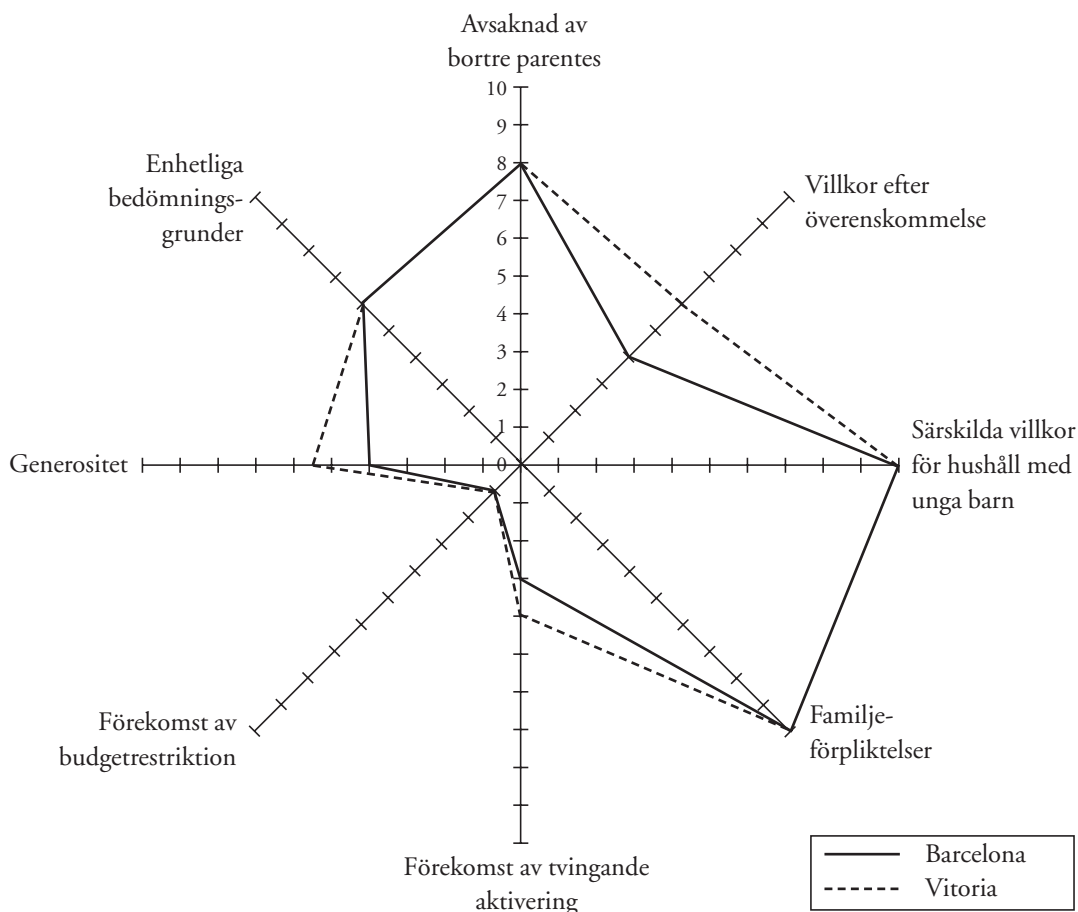 Avsaknad av
bortre parentes
10
9
8
7
6
5
4
3
2
1
0
Enhetliga
bedömnings-
grunder
Villkor efter
överenskommelse
Generositet
Särskilda villkor
för hushåll med
unga barn
Förekomst av
budgetrestriktion
Familje-
förpliktelser
Förekomst av tvingande
aktivering
Barcelona
Vitoria